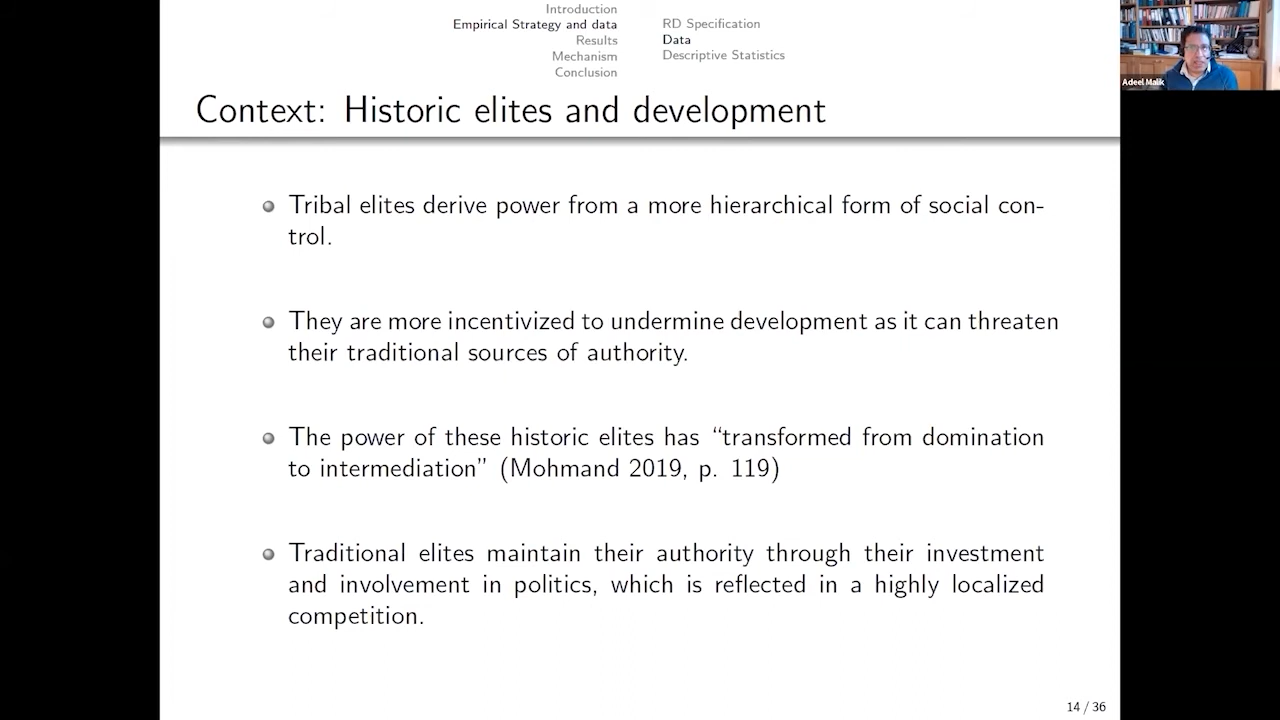 Introduction
Empirical Strategy and data
Results
Mechanism
Conclusion
RD Specification
Data
Descriptive Statistics
Adeel Malik
Context: Historic elites and development
Tribal elites derive power from a more hierarchical form of social con-
trol.
They are more incentivized to undermine development as it can threaten
their traditional sources of authority.
The power of these historic elites has “transformed from domination
to intermediation” (Mohmand 2019, p. 119)
Traditional elites maintain their authority through their investment
and involvement in politics, which is reflected in a highly localized
competition.
14 / 36